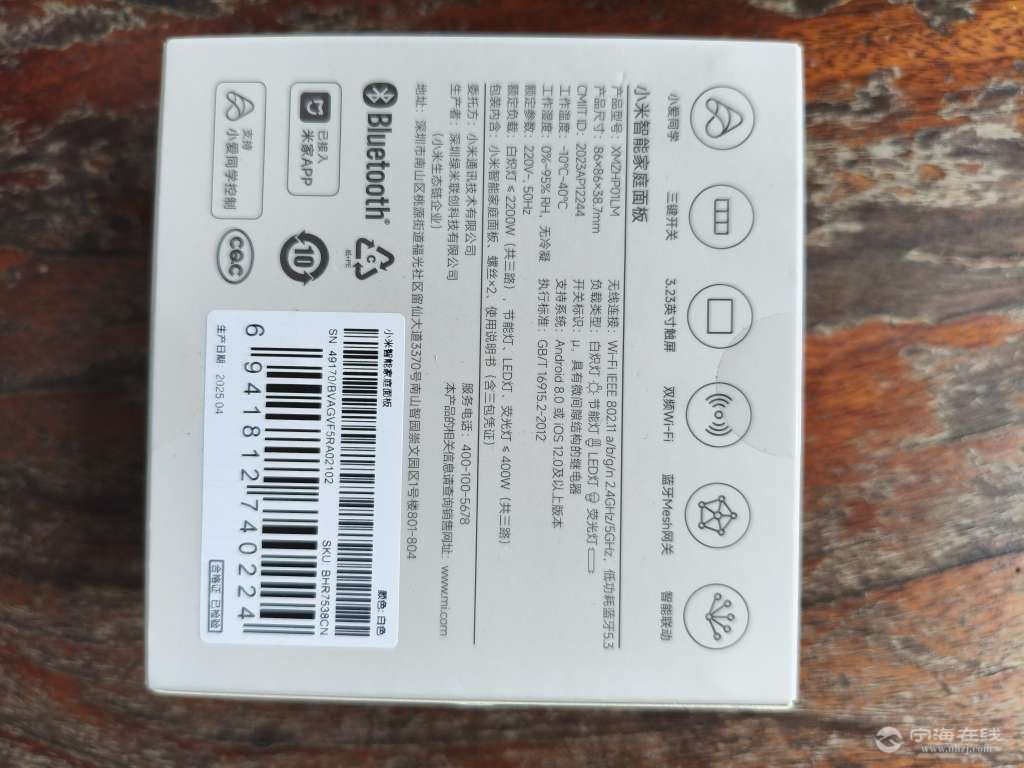 小爱同学
三键开关
3.23英寸触屏
双频Wi-Fi
蓝牙Mesh网关
智能联动
小米智能家庭面板
产品型号: XMZHP01LM
产品尺寸: 86×86×38.7mm
CMIIT ID: 2023AP12244
工作温度: -10℃~40℃
工作湿度: 0%~95% RH, 无冷凝
额定参数: 220V~, 50Hz
无线连接: Wi-Fi IEEE 802.11 a/b/g/n 2.4GHz/5GHz, 低功耗蓝牙5.3
负载类型: 白炽灯 节能灯 LED灯 荧光灯
开关标识: μ, 具有微间隙结构的继电器
支持系统: Android 8.0 或 iOS 12.0及以上版本
执行标准: GB/T 16915.2-2012
额定负载: 白炽灯 ≤ 2200W (共三路), 节能灯、LED灯、荧光灯 ≤ 400W (共三路)
包装内含: 小米智能家庭面板、螺丝×2、使用说明书 (含三包凭证)
委托方: 小米通讯技术有限公司
生产者: 深圳绿米联创科技有限公司
(小米生态链企业)
地址: 深圳市南山区桃源街道福光社区留仙大道3370号南山智园崇文园区1号楼801-804
服务电话: 400-100-5678
本产品的相关信息请查询销售网址: www.mi.com
Bluetooth®
已接入
米家APP
10
支持
小爱同学控制
CQC
小米智能家庭面板
颜色: 白色
SN: 49170/BVAGVF5RA02102
SKU: BHR7538CN
6 941812 740224
生产日期: 2025.04
合格证 已检验
宁海在线
www.nhzj.com